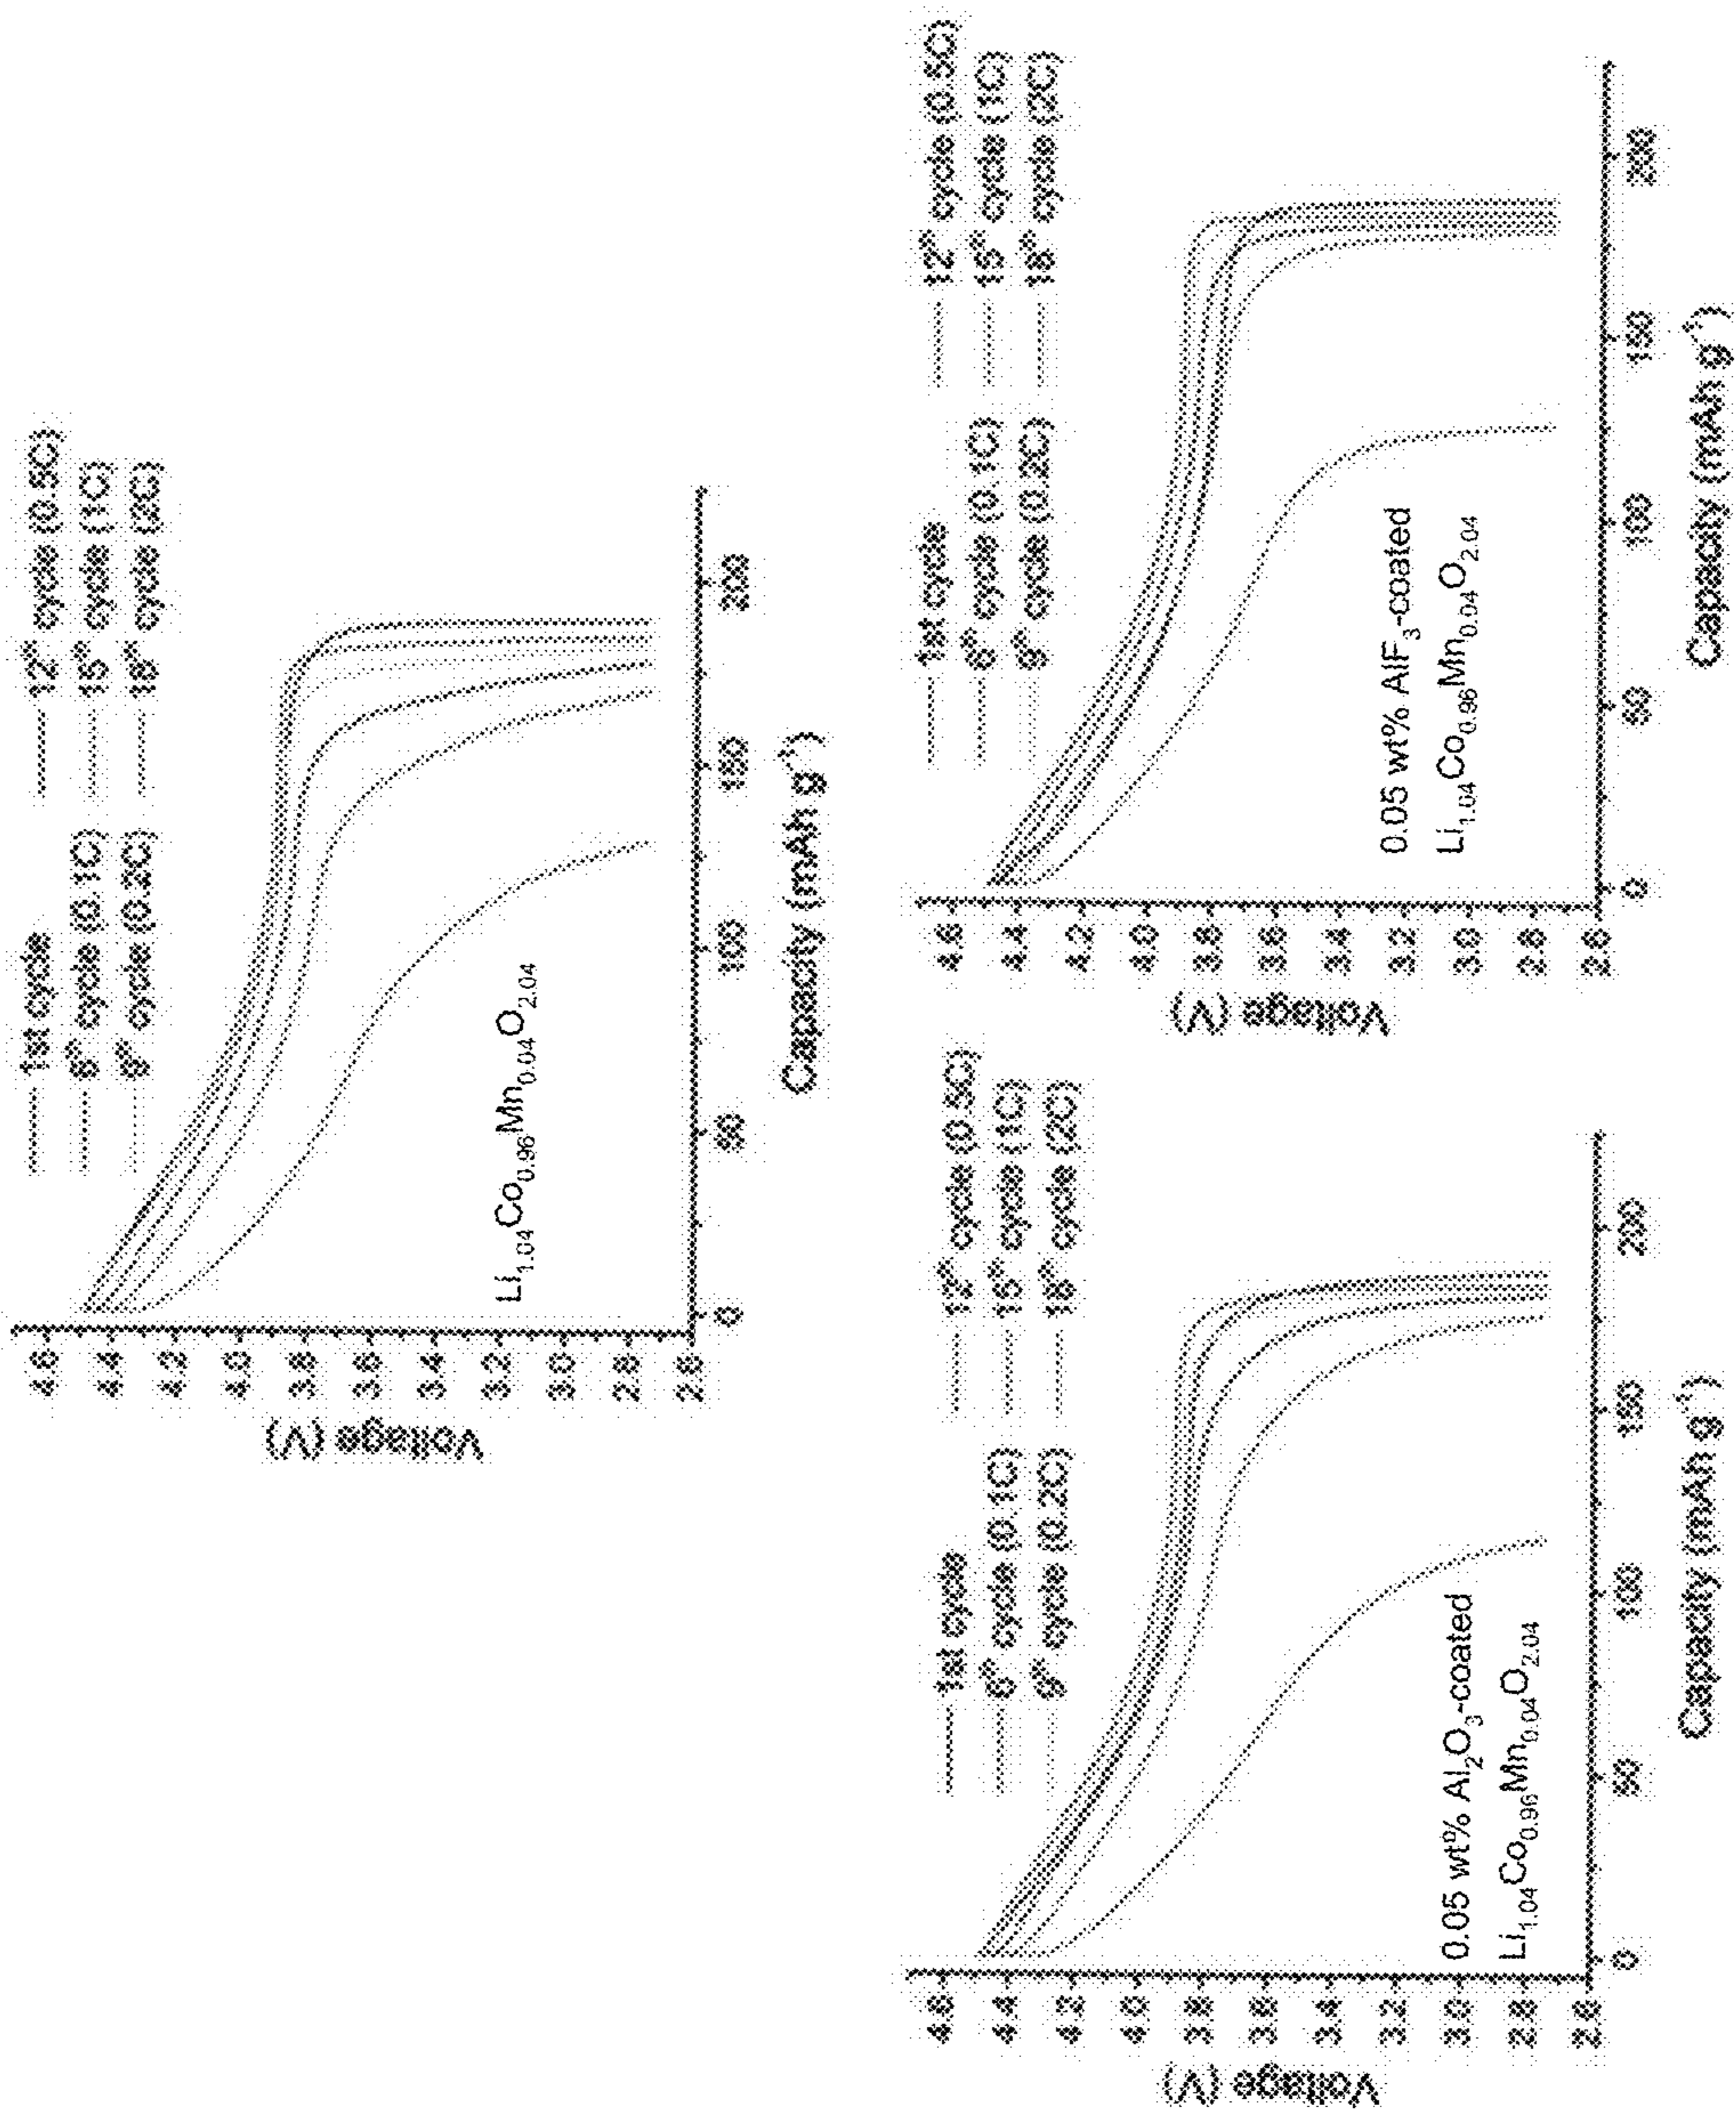 1st cycle
6th cycle (0.1C)
9th cycle (0.2C)
12th cycle (0.5C)
15th cycle (1C)
18th cycle (2C)
Voltage (V)
4.6
4.4
4.2
4.0
3.8
3.6
3.4
3.2
3.0
2.8
2.6
Li1.04Co0.96Mn0.04O2.04
0
50
100
150
200
Capacity (mAh g-1)
1st cycle
6th cycle (0.1C)
9th cycle (0.2C)
12th cycle (0.5C)
15th cycle (1C)
18th cycle (2C)
Voltage (V)
4.6
4.4
4.2
4.0
3.8
3.6
3.4
3.2
3.0
2.8
2.6
0.05 wt% Al2O3-coated
Li1.04Co0.96Mn0.04O2.04
0
50
100
150
200
Capacity (mAh g-1)
1st cycle
6th cycle (0.1C)
9th cycle (0.2C)
12th cycle (0.5C)
15th cycle (1C)
18th cycle (2C)
Voltage (V)
4.6
4.4
4.2
4.0
3.8
3.6
3.4
3.2
3.0
2.8
2.6
0.05 wt% AlF3-coated
Li1.04Co0.96Mn0.04O2.04
0
50
100
150
200
Capacity (mAh g-1)